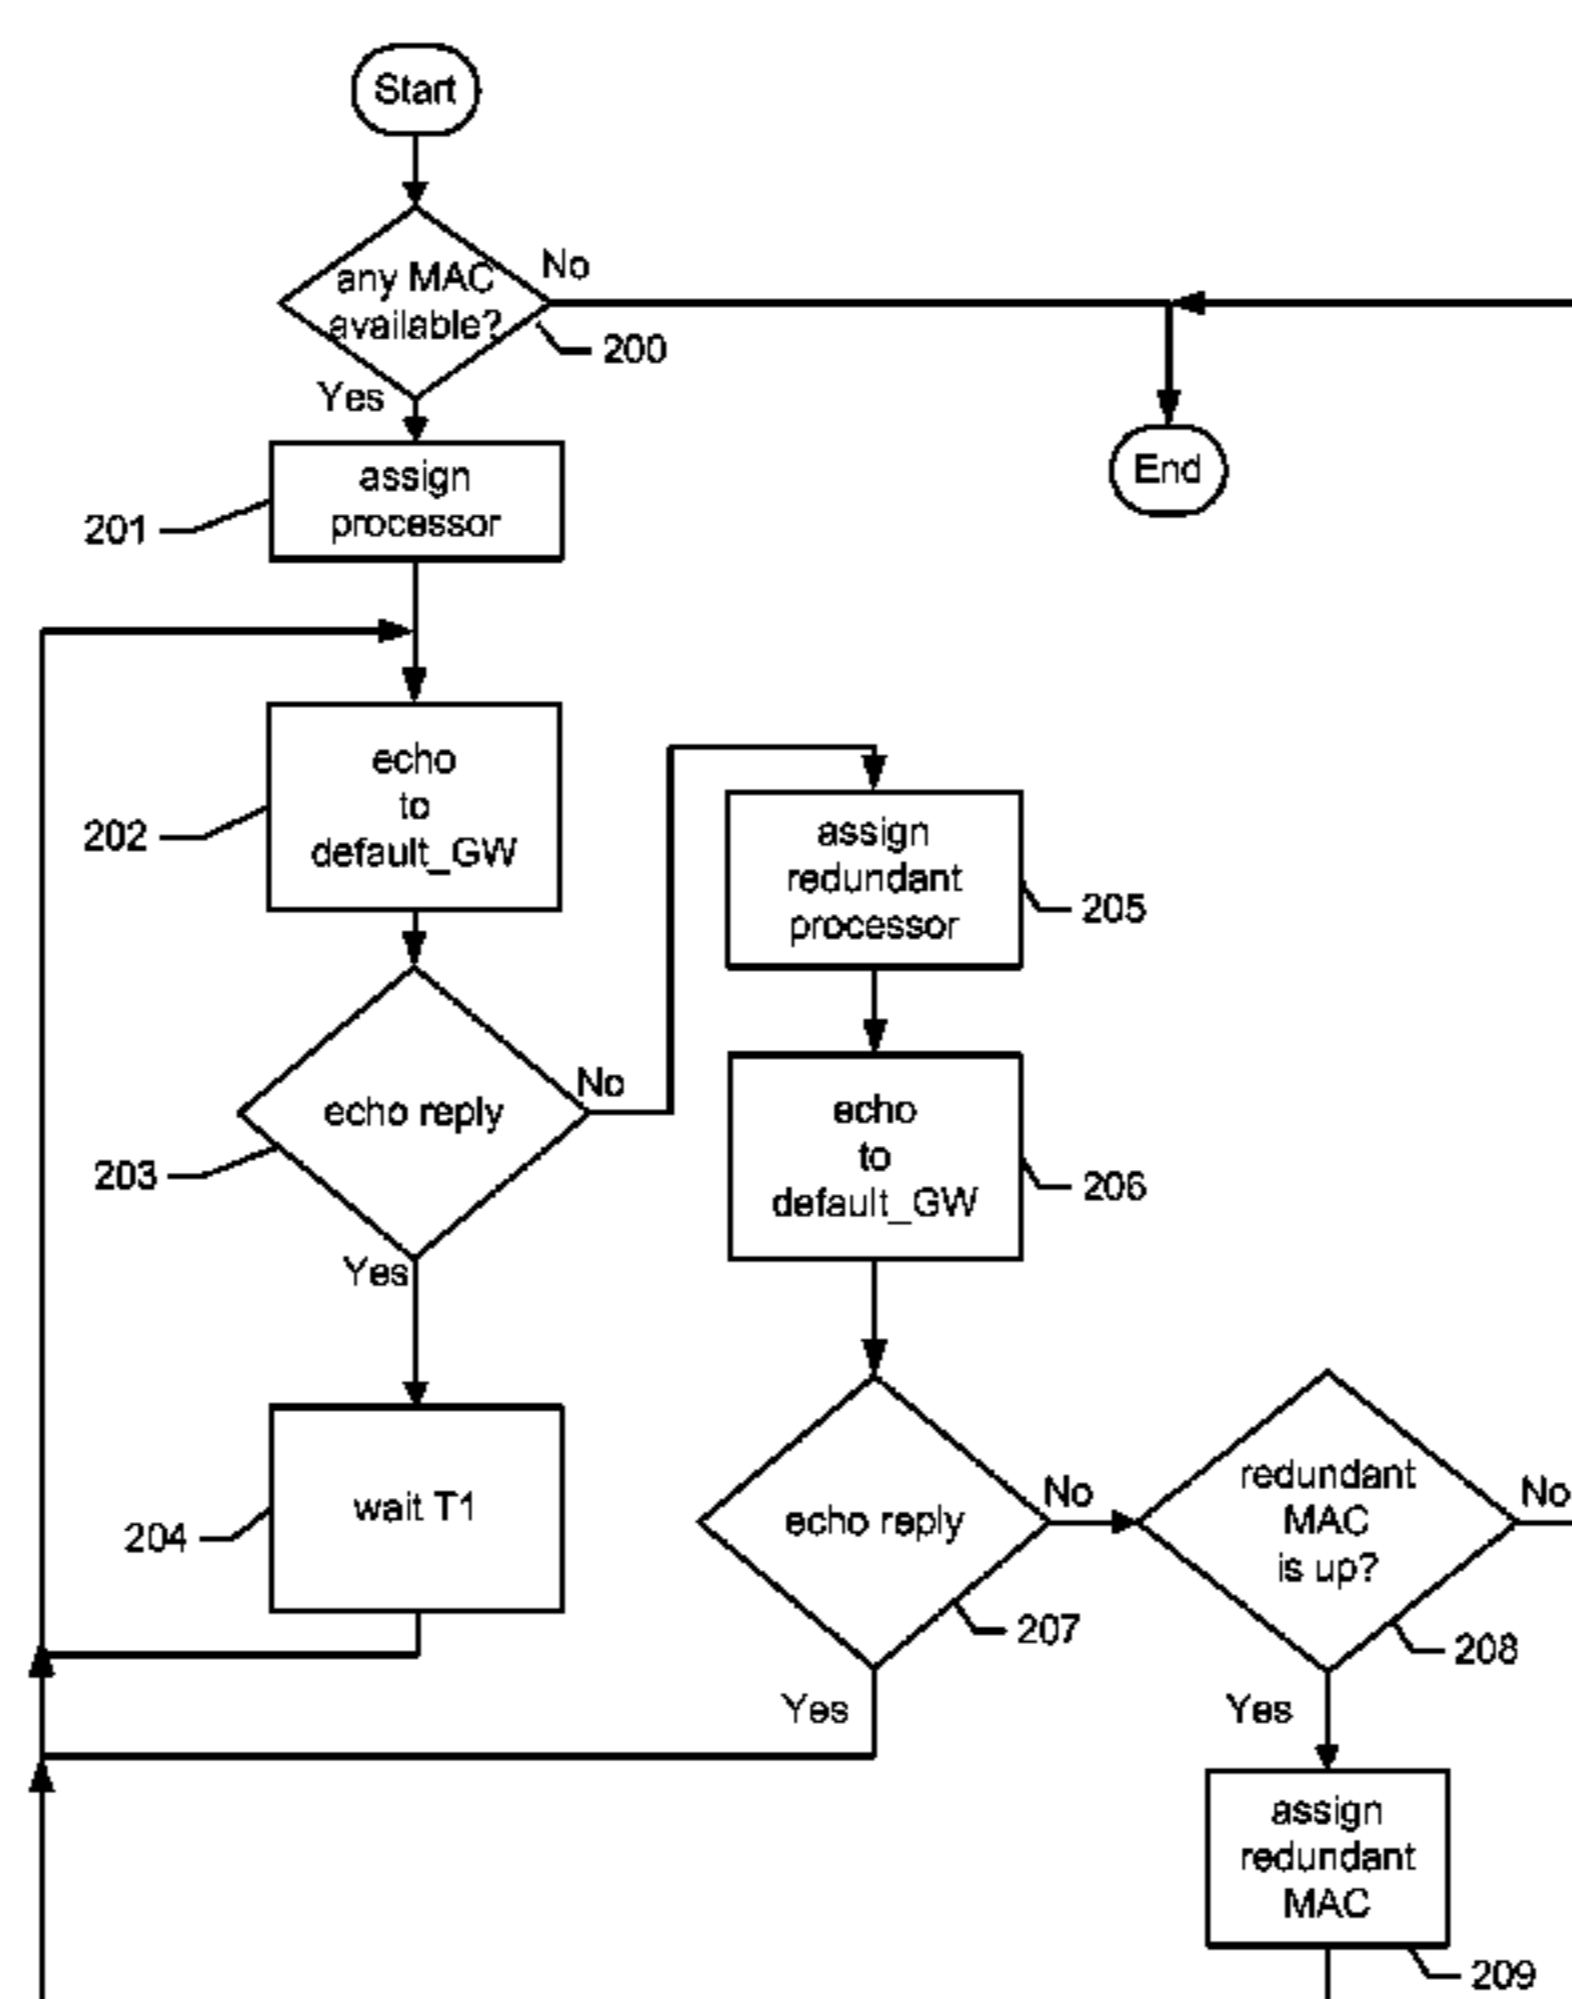 Start
any MAC
available?
No
200
Yes
End
assign
processor
201
echo
to
default_GW
202
assign
redundant
processor
205
echo reply
No
203
Yes
echo
to
default_GW
206
wait T1
204
echo reply
No
207
Yes
redundant
MAC
is up?
No
208
Yes
assign
redundant
MAC
209